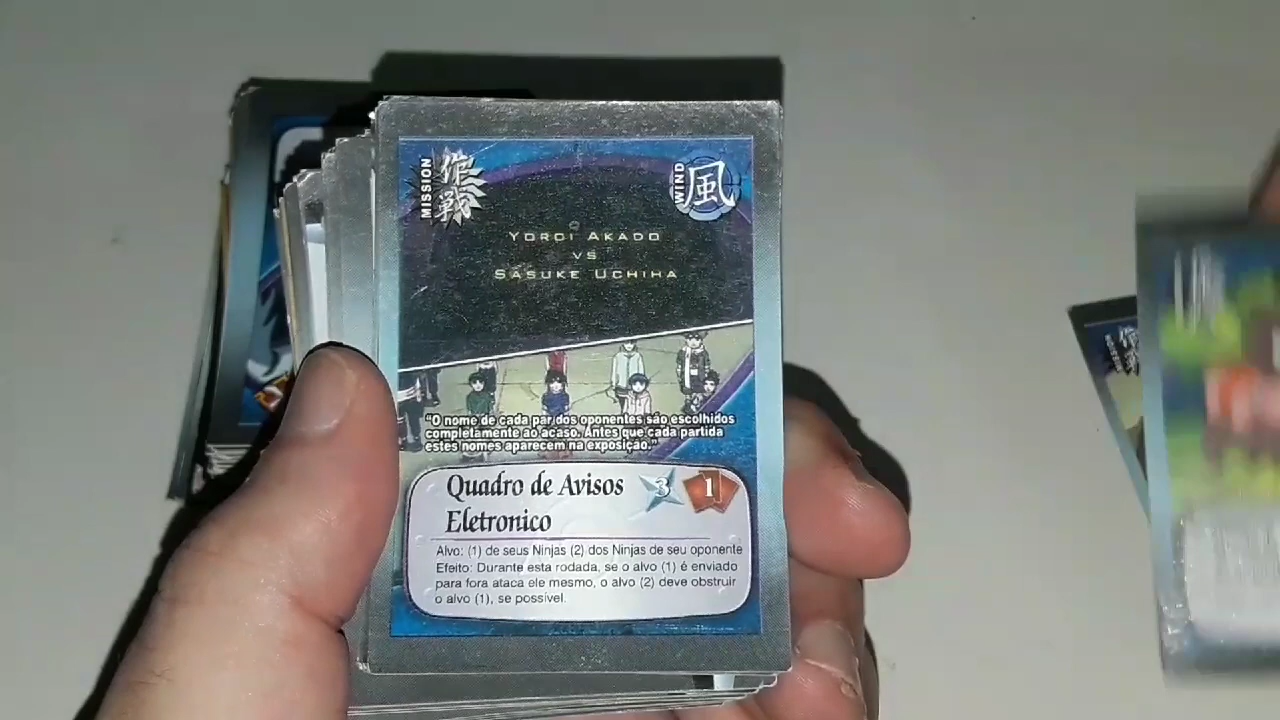 MISSION
作戦
WIND
風
YOROI AKADO
VS
SASUKE UCHIHA
"O nome de cada par dos oponentes são escolhidos
completamente ao acaso. Antes que cada partida
estes nomes aparecem na exposição."
Quadro de Avisos
Eletronico
3
1
Alvo: (1) de seus Ninjas (2) dos Ninjas de seu oponente
Efeito: Durante esta rodada, se o alvo (1) é enviado
para fora ataca ele mesmo, o alvo (2) deve obstruir
o alvo (1), se possível.